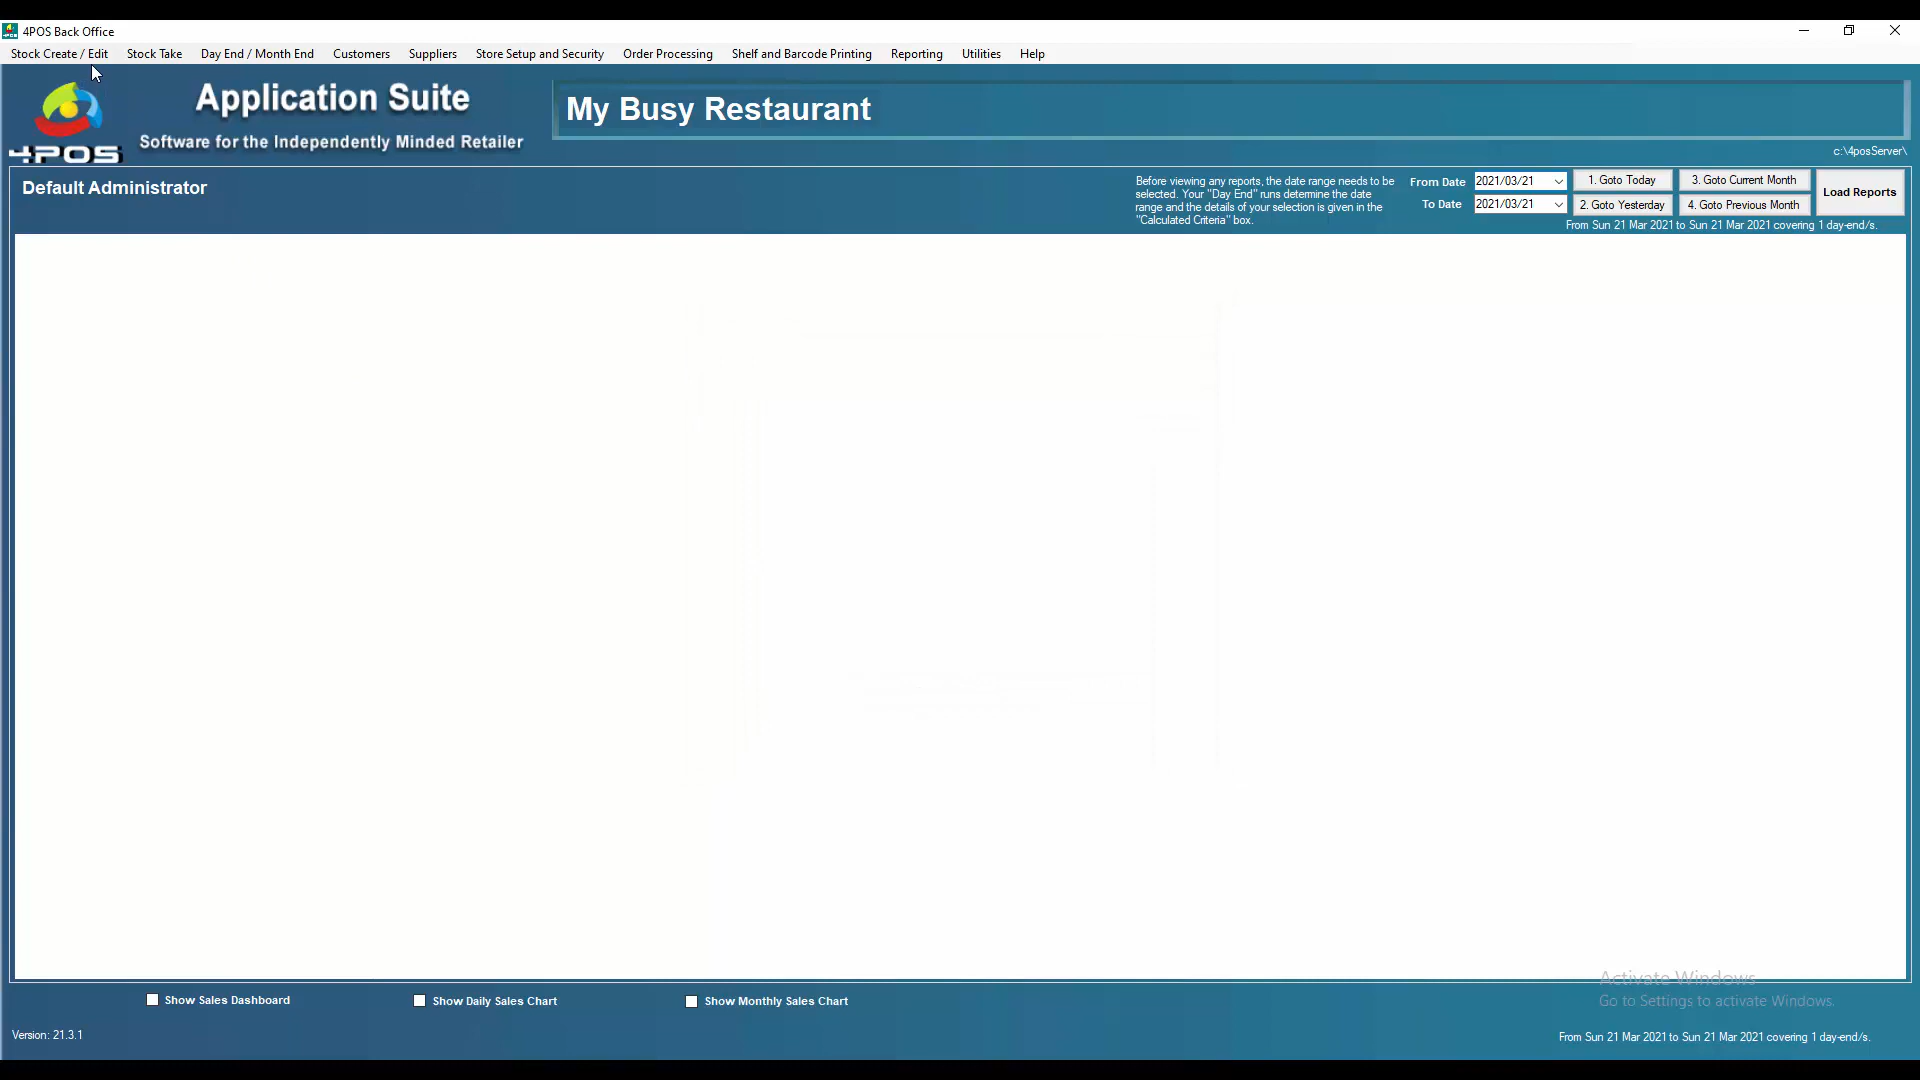 4POS Back Office
Stock Create / Edit Stock Take Day End / Month End Customers Suppliers Store Setup and Security Order Processing Shelf and Barcode Printing Reporting Utilities Help
4POS
Application Suite
Software for the Independently Minded Retailer
My Busy Restaurant
c:\4posServer\
Default Administrator
Before viewing any reports, the date range needs to be
selected. Your "Day End" runs determine the date
range and the details of your selection is given in the
"Calculated Criteria" box.
From Date 2021/03/21 1. Goto Today 3. Goto Current Month
Load Reports
To Date 2021/03/21 2. Goto Yesterday 4. Goto Previous Month
From Sun 21 Mar 2021 to Sun 21 Mar 2021 covering 1 day-end/s.
Activate Windows
Go to Settings to activate Windows.
Show Sales Dashboard Show Daily Sales Chart Show Monthly Sales Chart
Version: 21.3.1
From Sun 21 Mar 2021 to Sun 21 Mar 2021 covering 1 day-end/s.